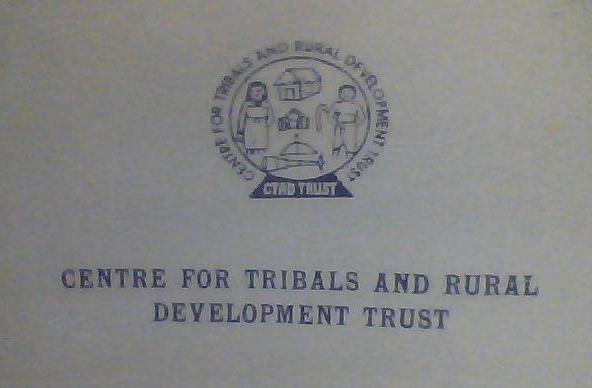 CENTRE FOR TRIBALS AND RURAL DEVELOPMENT TRUST
CTRD TRUST
CENTRE FOR TRIBALS AND RURAL
DEVELOPMENT TRUST